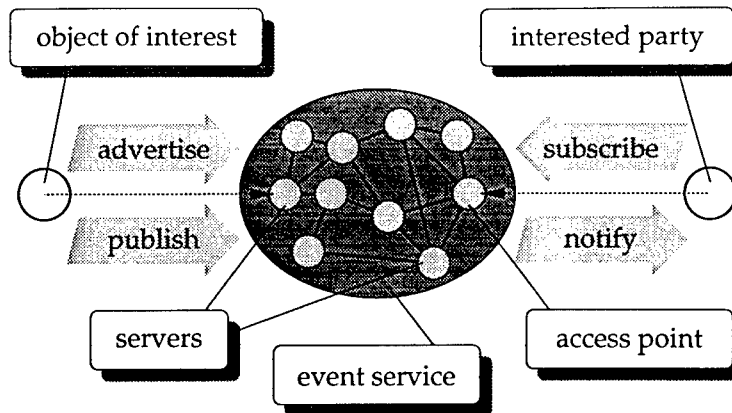 object of interest
interested party
advertise
subscribe
publish
notify
servers
access point
event service